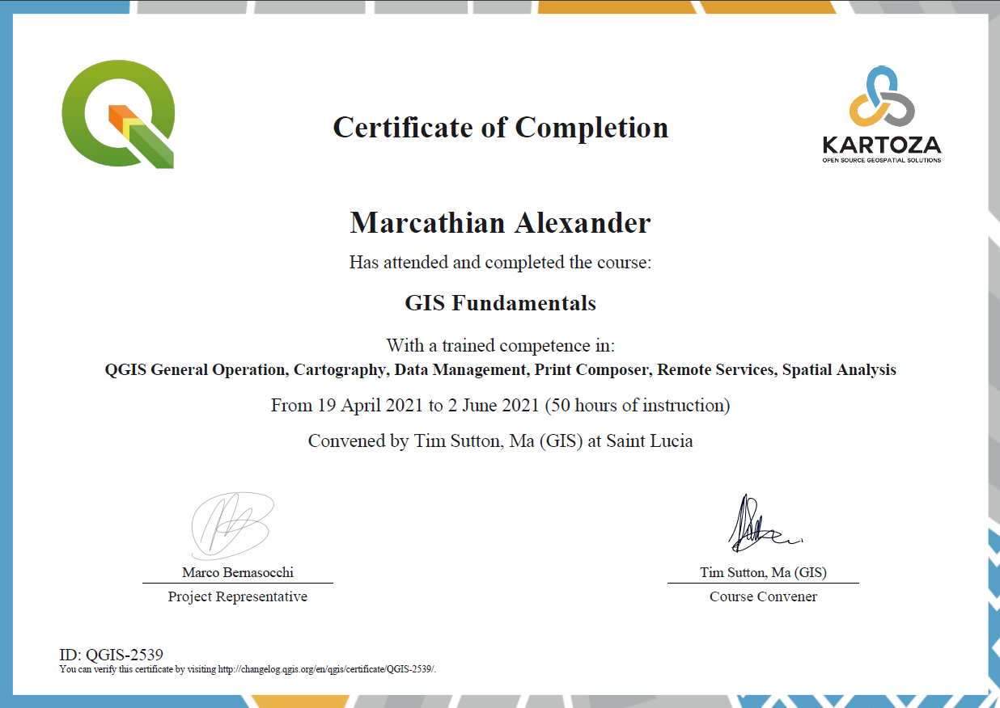 Certificate of Completion
KARTOZA
OPEN SOURCE GEOSPATIAL SOLUTIONS
Marcathian Alexander
Has attended and completed the course:
GIS Fundamentals
With a trained competence in:
QGIS General Operation, Cartography, Data Management, Print Composer, Remote Services, Spatial Analysis
From 19 April 2021 to 2 June 2021 (50 hours of instruction)
Convened by Tim Sutton, Ma (GIS) at Saint Lucia
Marco Bernasocchi
Project Representative
Tim Sutton, Ma (GIS)
Course Convener
ID: QGIS-2539
You can verify this certificate by visiting http://changelog.qgis.org/en/qgis/certificate/QGIS-2539/.